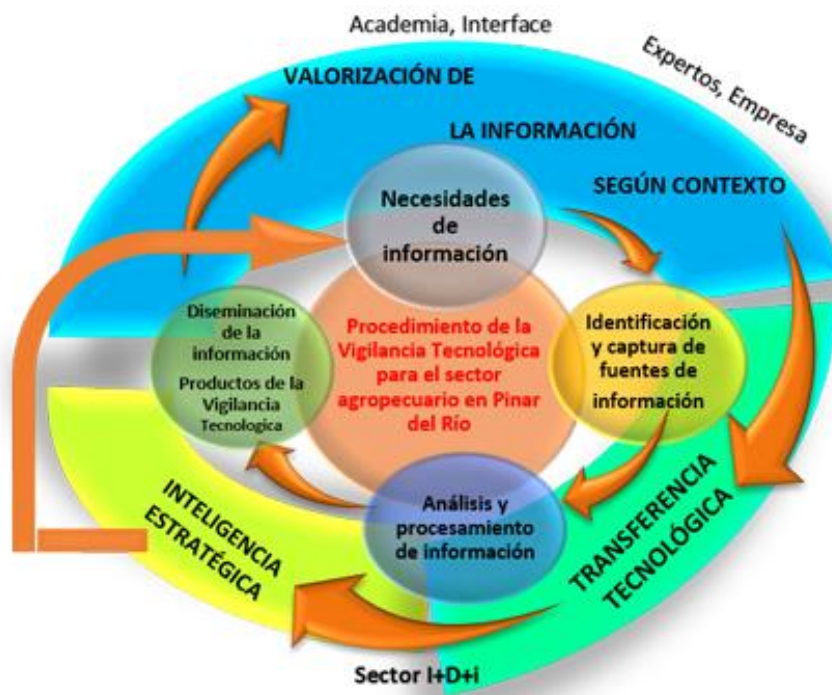 Academia, Interface
Expertos, Empresa
VALORIZACIÓN DE
LA INFORMACIÓN
SEGÚN CONTEXTO
Necesidades
de
información
Identificación
y captura de
fuentes de
información
Procedimiento de la
Vigilancia Tecnológica
para el sector
agropecuario en Pinar
del Río
Diseminación
de la
información
Productos de la
Vigilancia
Tecnologica
Análisis y
procesamiento
de información
TRANSFERENCIA
TECNOLÓGICA
INTELIGENCIA
ESTRATÉGICA
Sector I+D+i